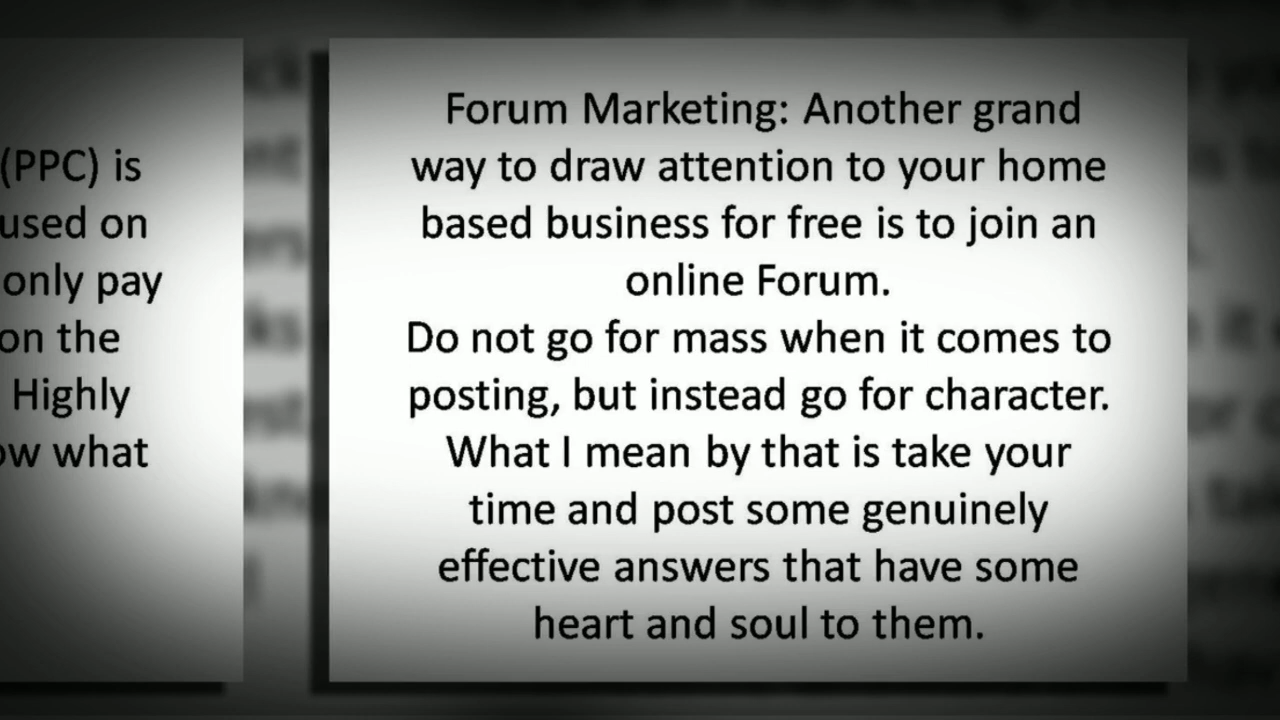 (PPC) is
used on
only pay
on the
Highly
what
Forum Marketing: Another grand
way to draw attention to your home
based business for free is to join an
online Forum.
Do not go for mass when it comes to
posting, but instead go for character.
What I mean by that is take your
time and post some genuinely
effective answers that have some
heart and soul to them.